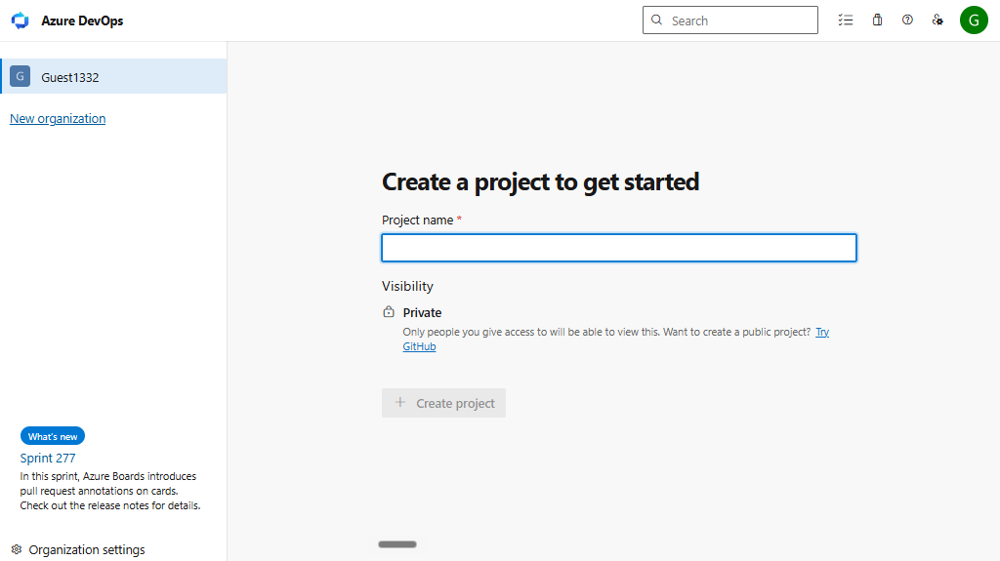 Azure DevOps
Search
G
G
Guest1332
New organization
Create a project to get started
Project name *
Visibility
Private
Only people you give access to will be able to view this. Want to create a public project? Try
GitHub
Create project
What's new
Sprint 277
In this sprint, Azure Boards introduces
pull request annotations on cards.
Check out the release notes for details.
Organization settings